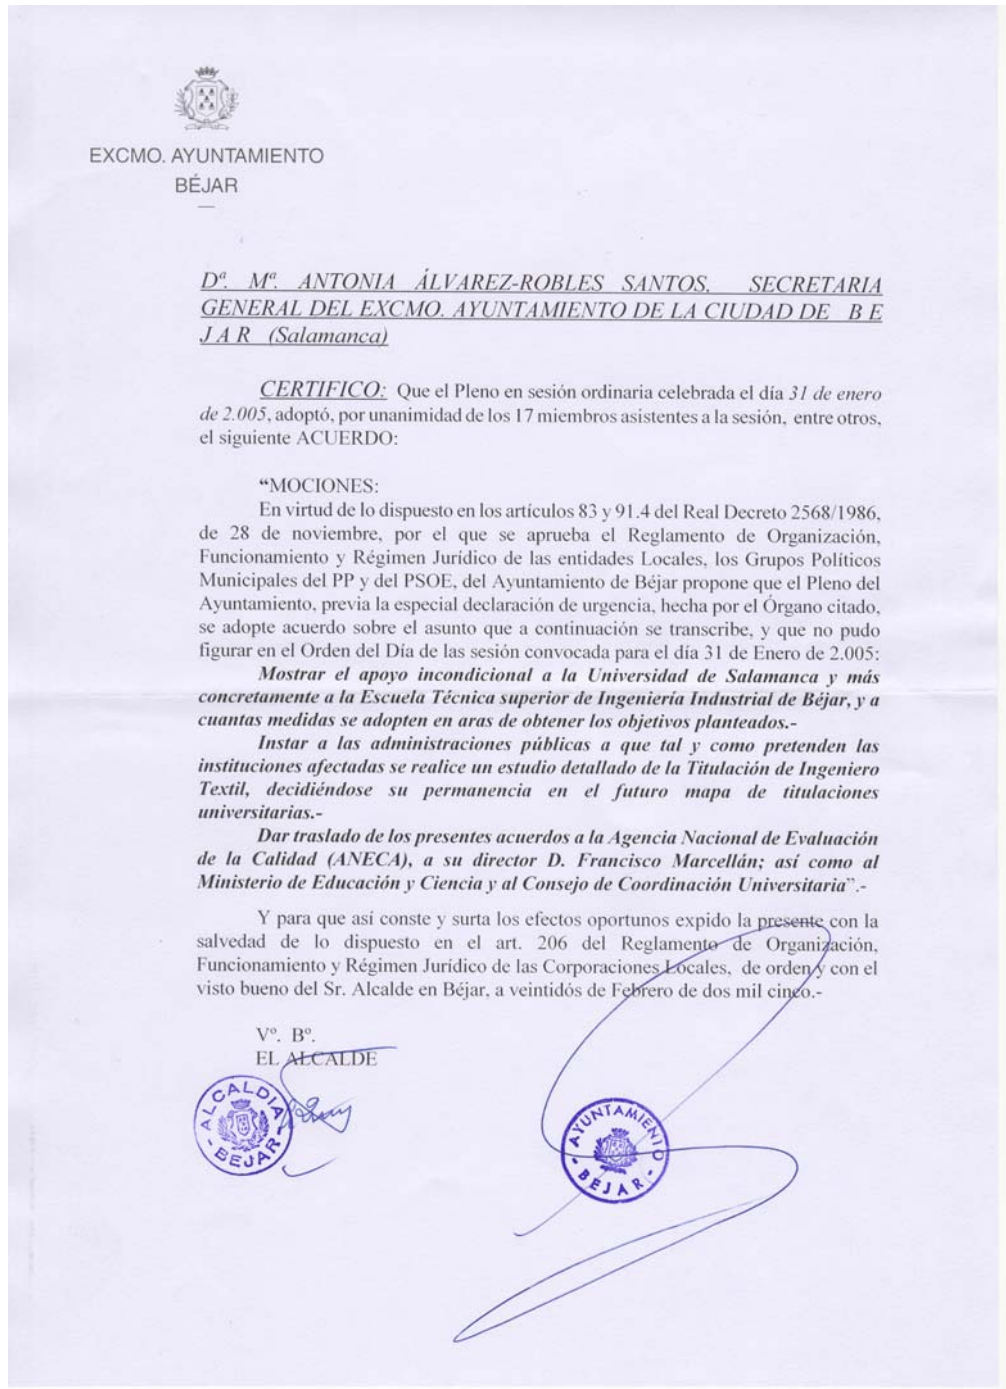 EXCMO. AYUNTAMIENTO
BÉJAR
Dª. Mª. ANTONIA ÁLVAREZ-ROBLES SANTOS, SECRETARIA
GENERAL DEL EXCMO. AYUNTAMIENTO DE LA CIUDAD DE B E
J A R (Salamanca)
CERTIFICO: Que el Pleno en sesión ordinaria celebrada el día 31 de enero
de 2.005, adoptó, por unanimidad de los 17 miembros asistentes a la sesión, entre otros,
el siguiente ACUERDO:
“MOCIONES:
En virtud de lo dispuesto en los artículos 83 y 91.4 del Real Decreto 2568/1986,
de 28 de noviembre, por el que se aprueba el Reglamento de Organización,
Funcionamiento y Régimen Jurídico de las entidades Locales, los Grupos Políticos
Municipales del PP y del PSOE, del Ayuntamiento de Béjar propone que el Pleno del
Ayuntamiento, previa la especial declaración de urgencia, hecha por el Órgano citado,
se adopte acuerdo sobre el asunto que a continuación se transcribe, y que no pudo
figurar en el Orden del Día de las sesión convocada para el día 31 de Enero de 2.005:
Mostrar el apoyo incondicional a la Universidad de Salamanca y más
concretamente a la Escuela Técnica superior de Ingeniería Industrial de Béjar, y a
cuantas medidas se adopten en aras de obtener los objetivos planteados.-
Instar a las administraciones públicas a que tal y como pretenden las
instituciones afectadas se realice un estudio detallado de la Titulación de Ingeniero
Textil, decidiéndose su permanencia en el futuro mapa de titulaciones
universitarias.-
Dar traslado de los presentes acuerdos a la Agencia Nacional de Evaluación
de la Calidad (ANECA), a su director D. Francisco Marcellán; así como al
Ministerio de Educación y Ciencia y al Consejo de Coordinación Universitaria”.-
Y para que así conste y surta los efectos oportunos expido la presente con la
salvedad de lo dispuesto en el art. 206 del Reglamento de Organización,
Funcionamiento y Régimen Jurídico de las Corporaciones Locales, de orden y con el
visto bueno del Sr. Alcalde en Béjar, a veintidós de Febrero de dos mil cinco.-
Vº. Bº.
EL ALCALDE
ALCALDIA
- BEJAR -
AYUNTAMIENTO
- BEJAR -